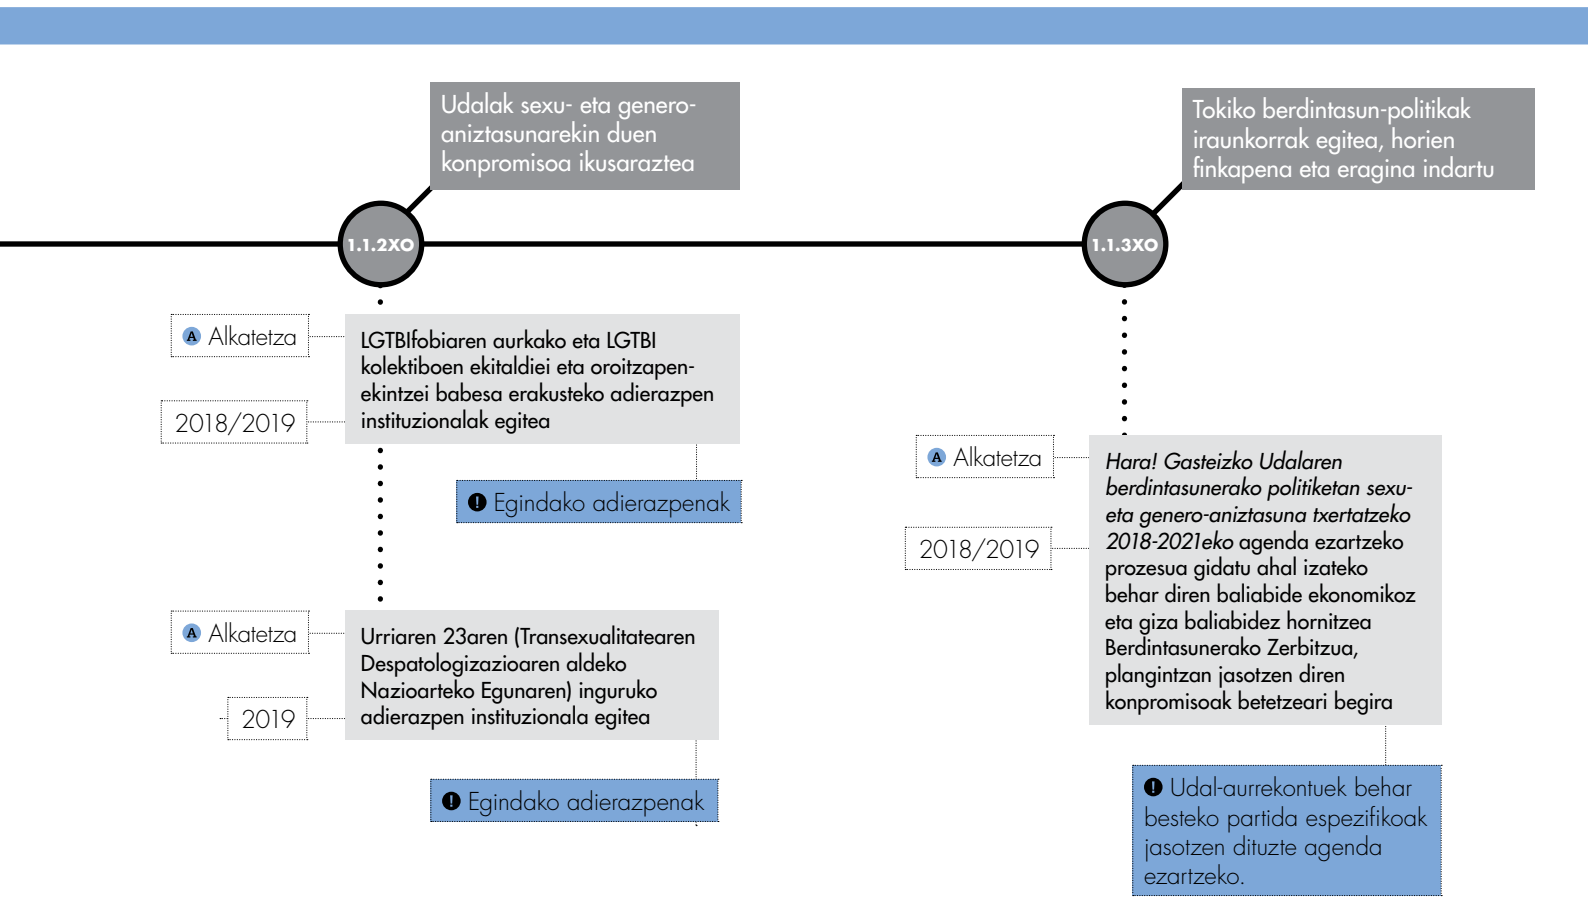 Udalak sexu- eta genero-
aniztasunarekin duen
konpromisoa ikusaraztea
1.1.2XO
A Alkatetza
2018/2019
LGTBIfobiaren aurkako eta LGTBI
kolektiboen ekitaldiei eta oroitzapen-
ekintzei babesa erakusteko adierazpen
instituzionalak egitea
! Egindako adierazpenak
A Alkatetza
2019
Urriaren 23aren (Transexualitatearen
Despatologizazioaren aldeko
Nazioarteko Egunaren) inguruko
adierazpen instituzionala egitea
! Egindako adierazpenak
Tokiko berdintasun-politikak
iraunkorrak egitea, horien
finkapena eta eragina indartu
1.1.3XO
A Alkatetza
2018/2019
Hara! Gasteizko Udalaren
berdintasunerako politiketan sexu-
eta genero-aniztasuna txertatzeko
2018-2021eko agenda ezartzeko
prozesua gidatu ahal izateko
behar diren baliabide ekonomikoz
eta giza baliabidez hornitzea
Berdintasunerako Zerbitzua,
plangintzan jasotzen diren
konpromisoak betetzeari begira
! Udal-aurrekontuek behar
besteko partida espezifikoak
jasotzen dituzte agenda
ezartzeko.